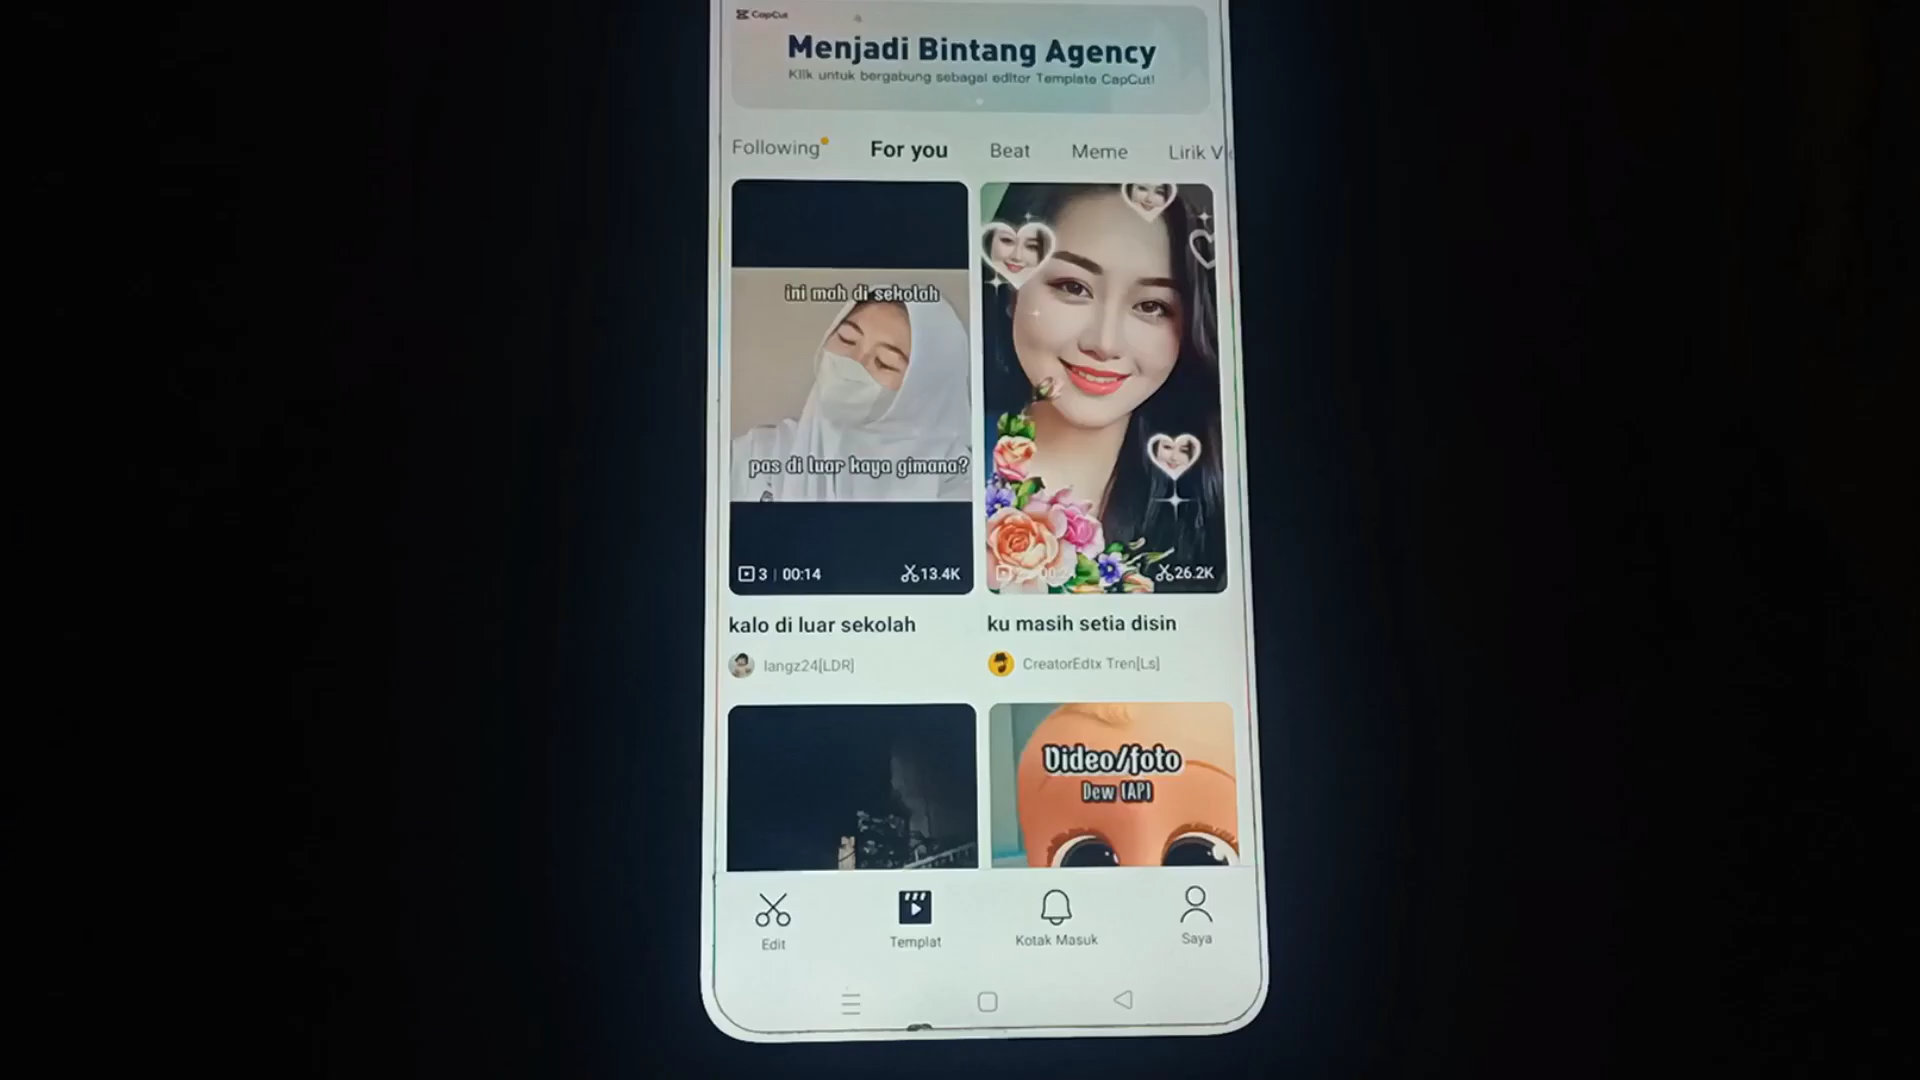 CapCut
Menjadi Bintang Agency
Klik untuk bergabung sebagai editor Template CapCut!
Following
For you
Beat
Meme
Lirik V
ini mah di sekolah
pas di luar kaya gimana?
3 | 00:14
13.4K
26.2K
kalo di luar sekolah
ku masih setia disin
langz24[LDR]
CreatorEdtx Tren[Ls]
Video/foto
Dew (AP)
Edit
Templat
Kotak Masuk
Saya